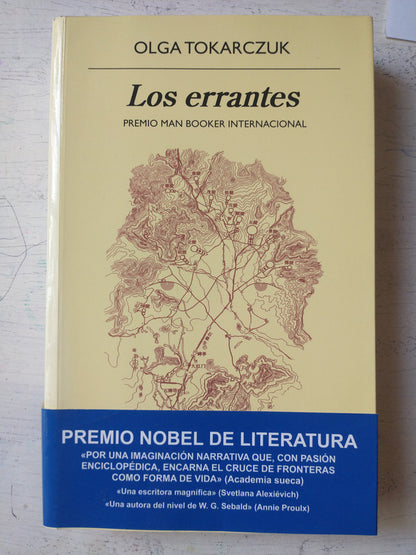 OLGA TOKARCZUK
Los errantes
PREMIO MAN BOOKER INTERNACIONAL
PREMIO NOBEL DE LITERATURA
«POR UNA IMAGINACIÓN NARRATIVA QUE, CON PASIÓN
ENCICLOPÉDICA, ENCARNA EL CRUCE DE FRONTERAS
COMO FORMA DE VIDA» (Academia sueca)
«Una escritora magnífica» (Svetlana Alexiévich)
«Una autora del nivel de W. G. Sebald» (Annie Proulx)